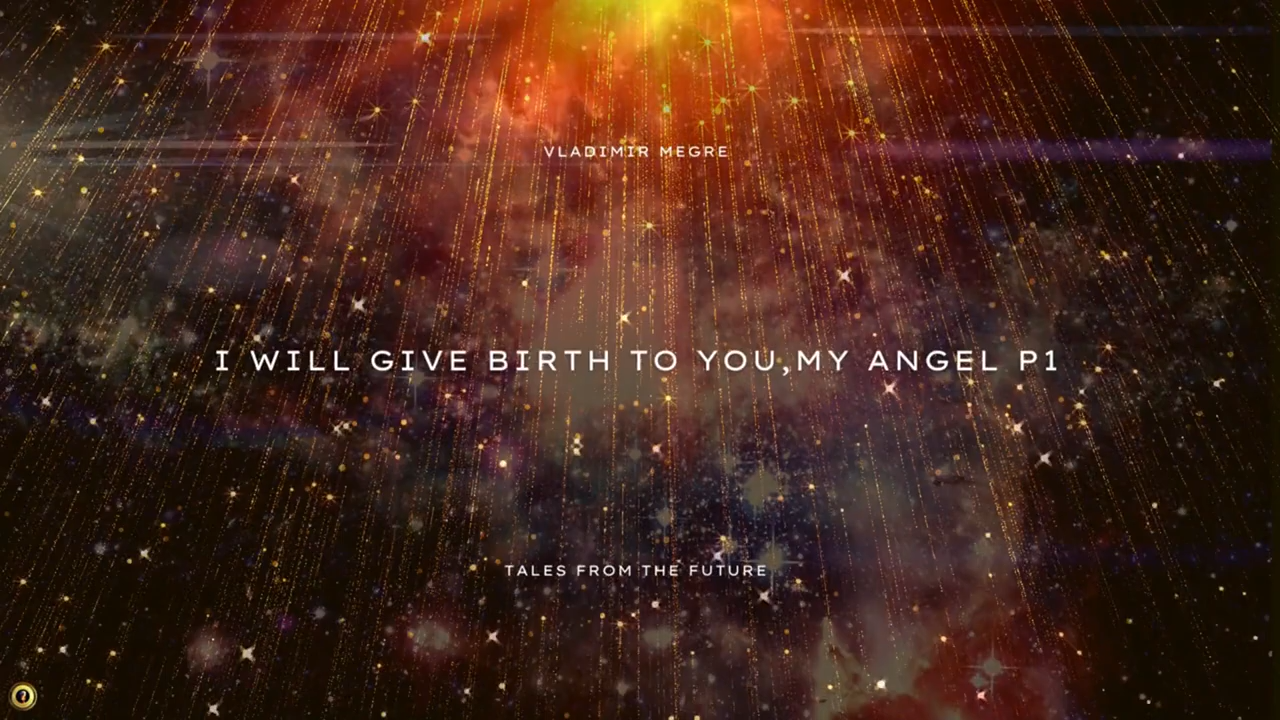 VLADIMIR MEGRE
I WILL GIVE BIRTH TO YOU,MY ANGEL P1
TALES FROM THE FUTURE